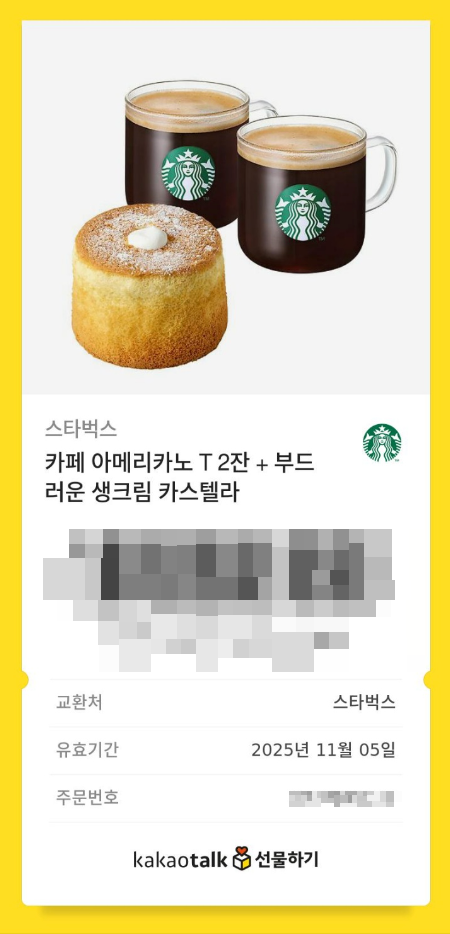 스타벅스
카페 아메리카노 T 2잔 + 부드
러운 생크림 카스텔라
교환처 스타벅스
유효기간 2025년 11월 05일
주문번호
kakaotalk 선물하기